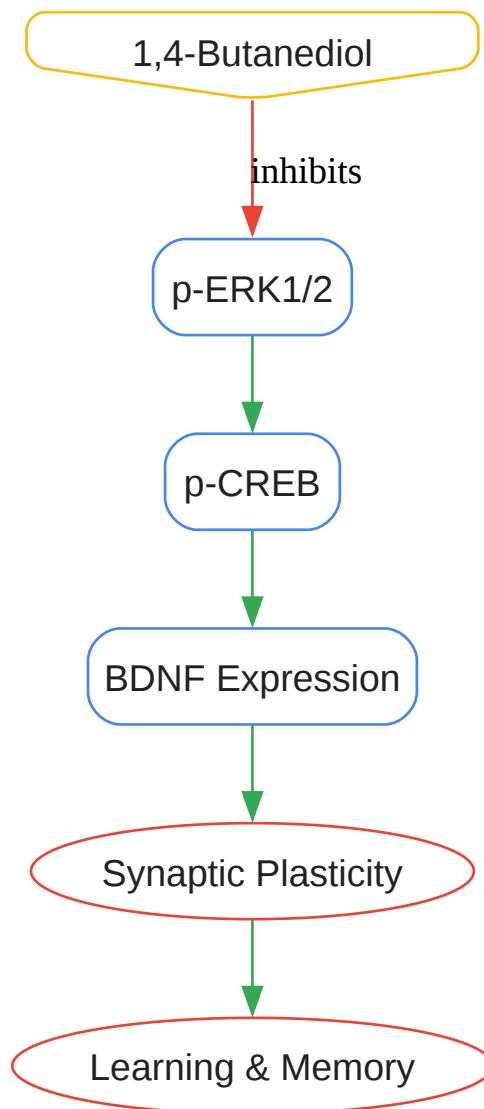 1,4-Butanediol
inhibits
p-ERK1/2
p-CREB
BDNF Expression
Synaptic Plasticity
Learning & Memory